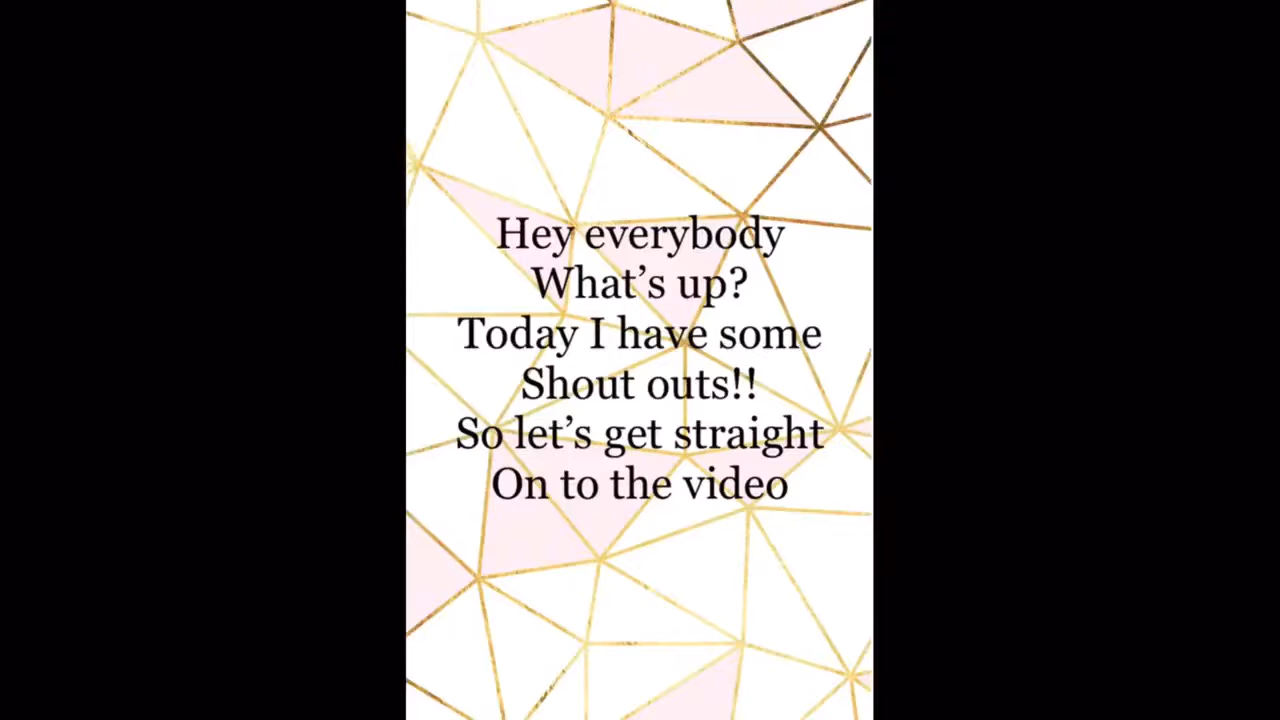 Hey everybody
What’s up?
Today I have some
Shout outs!!
So let’s get straight
On to the video